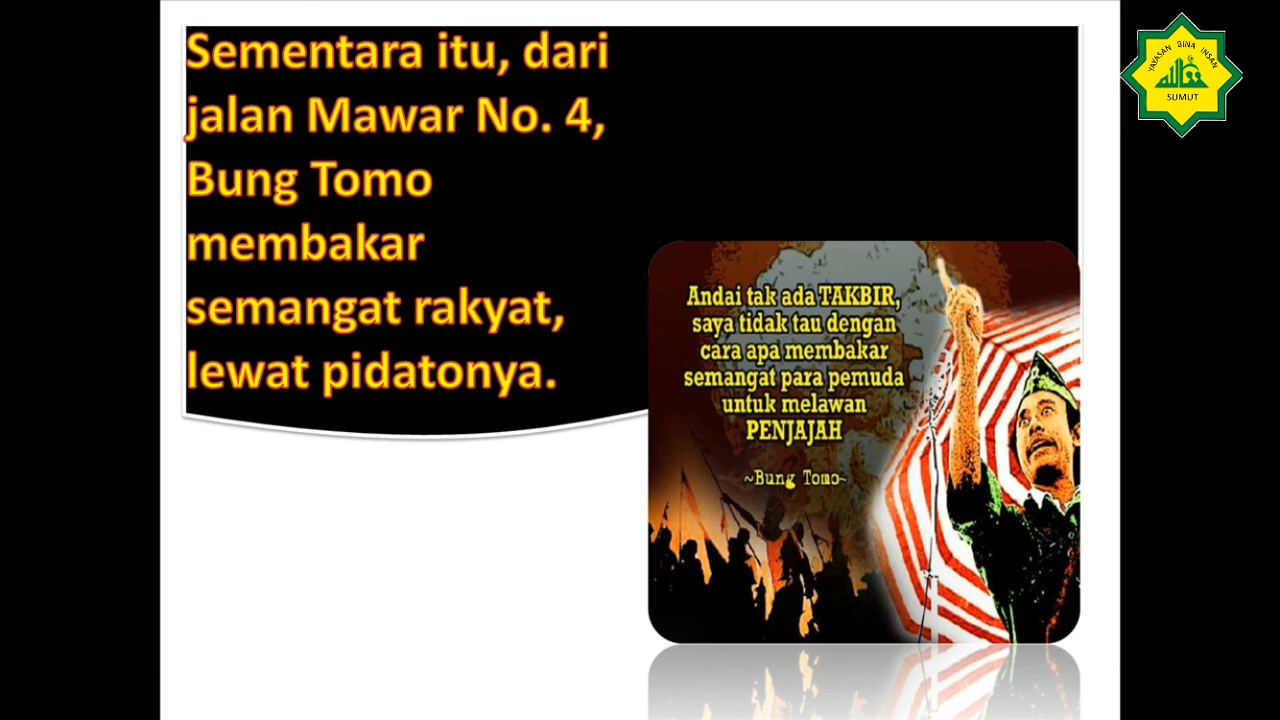 Sementara itu, dari
jalan Mawar No. 4,
Bung Tomo
membakar
semangat rakyat,
lewat pidatonya.
Andai tak ada TAKBIR,
saya tidak tau dengan
cara apa membakar
semangat para pemuda
untuk melawan
PENJAJAH
~Bung Tomo~
YAYASAN BINA INSAN
SUMUT